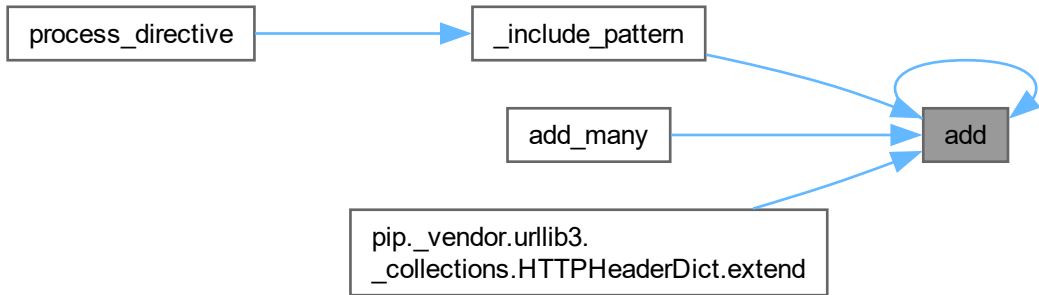 process_directive
_include_pattern
add_many
add
pip._vendor.urllib3.
_collections.HTTPHeaderDict.extend